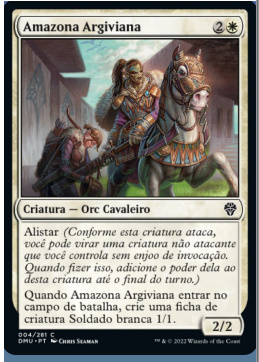 Amazona Argiviana 2
Criatura — Orc Cavaleiro
Alistar (Conforme esta criatura ataca,
você pode virar uma criatura não atacante
que você controla sem enjoo de invocação.
Quando fizer isso, adicione o poder dela ao
desta criatura até o final do turno.)
Quando Amazona Argiviana entrar no
campo de batalha, crie uma ficha de
criatura Soldado branca 1/1.
2/2
004/281 C
DMU • PT Chris Seaman
™ & © 2022 Wizards of the Coast